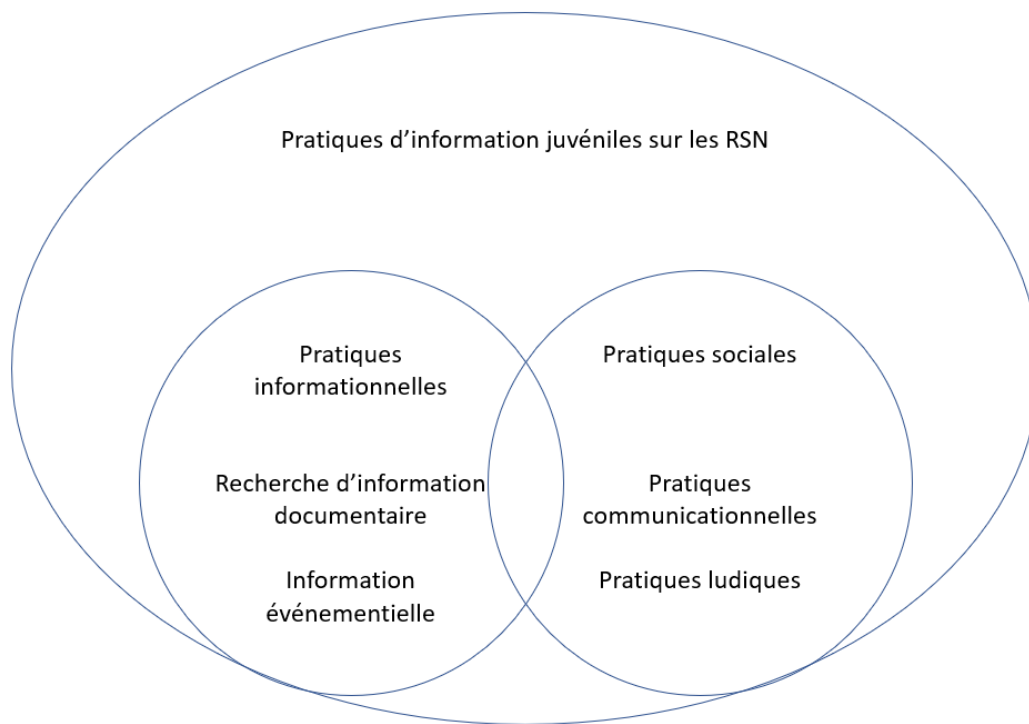 Pratiques d'information juvéniles sur les RSN
Pratiques
informationnelles
Recherche d'information
documentaire
Information
événementielle
Pratiques sociales
Pratiques
communicationnelles
Pratiques ludiques